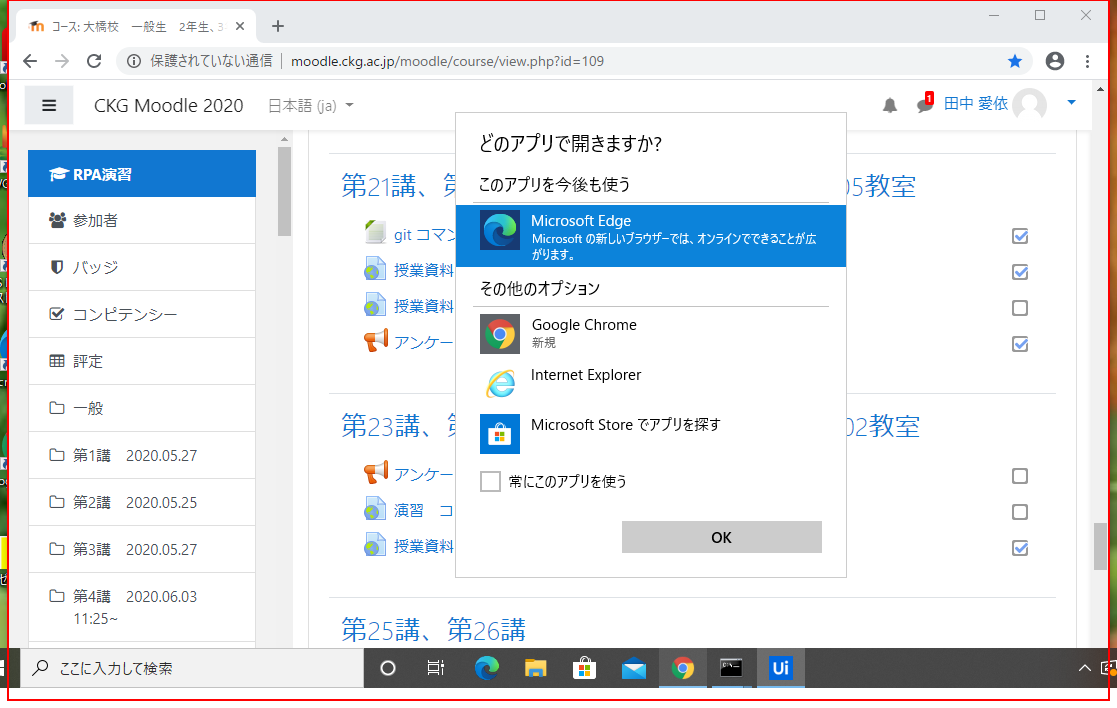 コース: 大橋校　一般生　2年生、3
保護されていない通信
moodle.ckg.ac.jp/moodle/course/view.php?id=109
CKG Moodle 2020
日本語 (ja)
1
田中 愛依
RPA演習
参加者
バッジ
コンピテンシー
評定
一般
第1講　2020.05.27
第2講　2020.05.25
第3講　2020.05.27
第4講　2020.06.03
11:25~
第21講、第
05教室
git コマン
授業資料
授業資料
アンケー
第23講、第
02教室
アンケー
演習　コ
授業資料
第25講、第26講
どのアプリで開きますか?
このアプリを今後も使う
Microsoft Edge
Microsoft の新しいブラウザーでは、オンラインでできることが広
がります。
その他のオプション
Google Chrome
新規
Internet Explorer
Microsoft Store でアプリを探す
常にこのアプリを使う
OK
ここに入力して検索
Ui